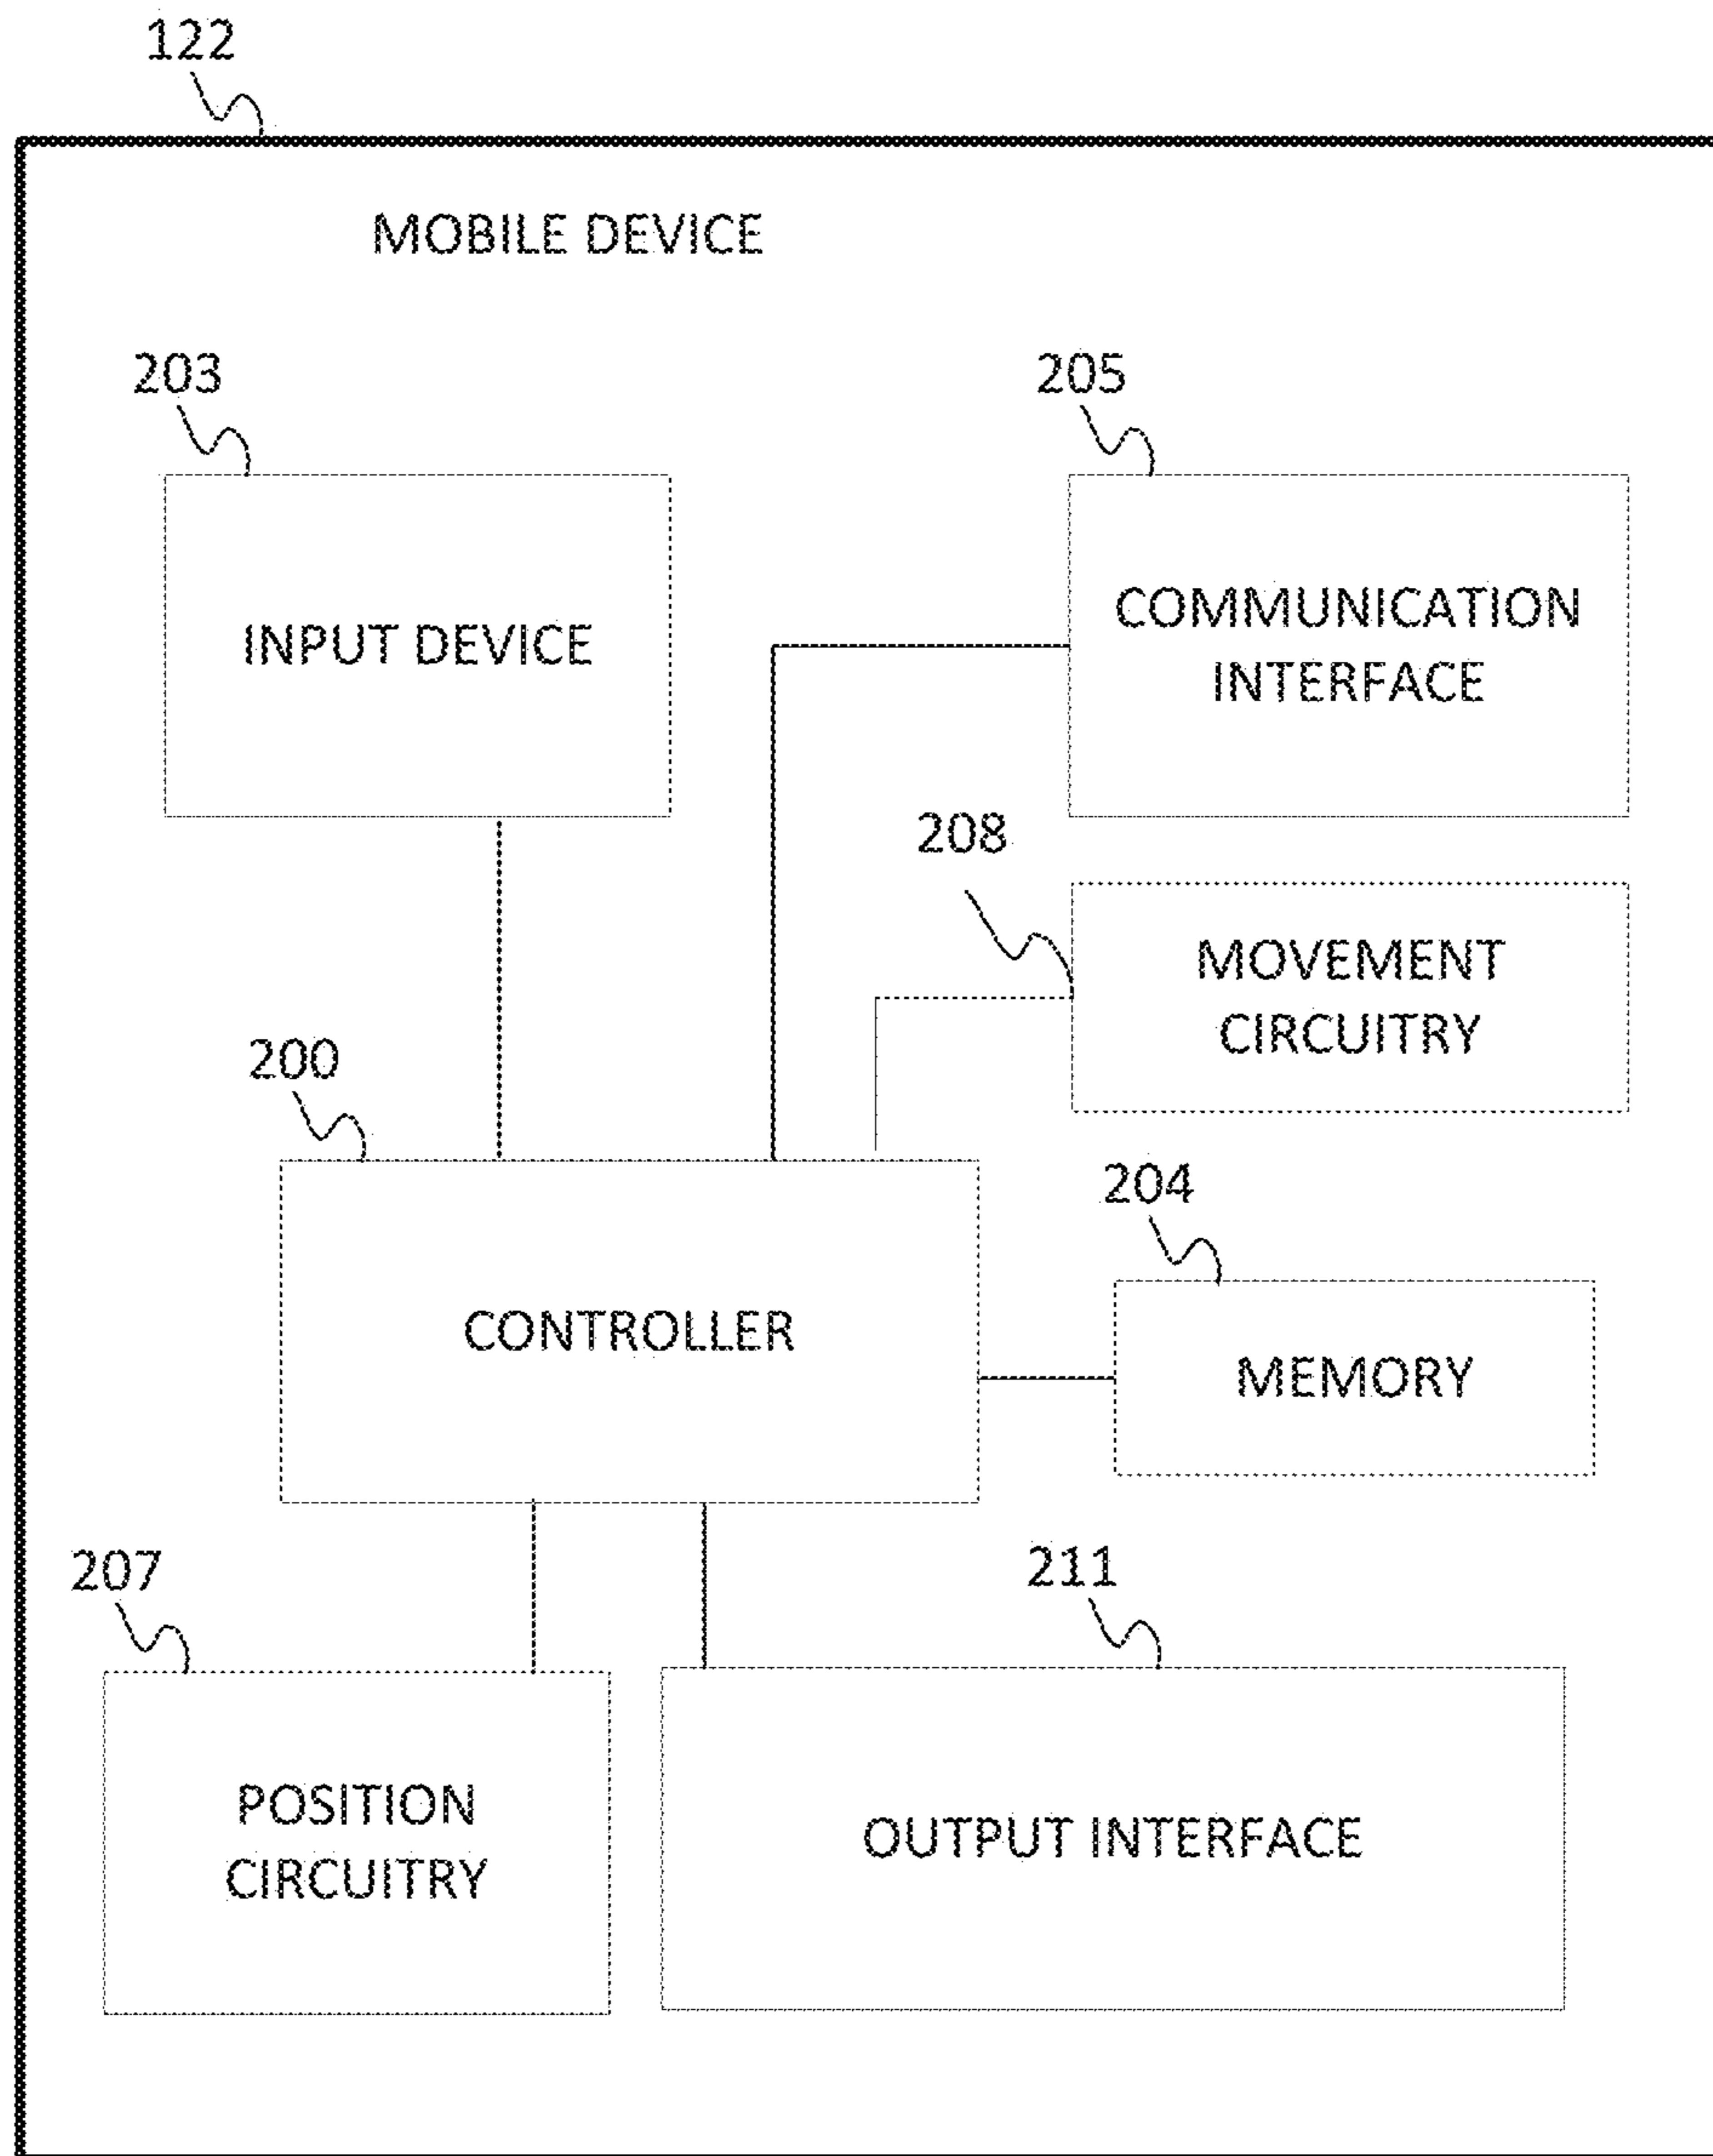 122
MOBILE DEVICE
203
205
INPUT DEVICE
COMMUNICATION
INTERFACE
208
MOVEMENT
CIRCUITRY
200
204
CONTROLLER
MEMORY
207
211
POSITION
CIRCUITRY
OUTPUT INTERFACE